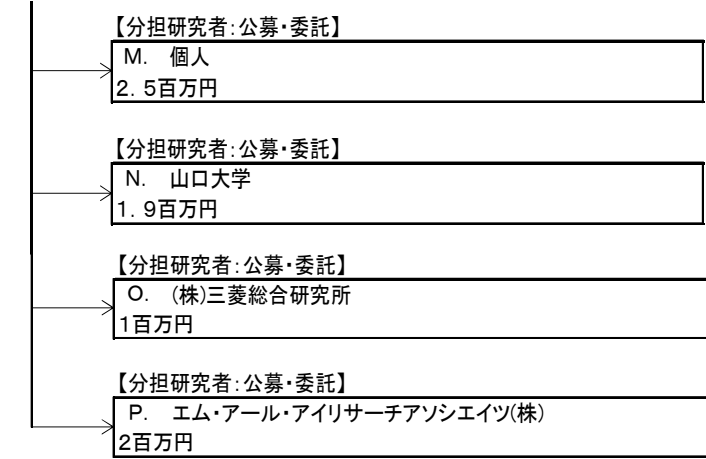 【分担研究者:公募・委託】
M. 個人
2.5百万円
【分担研究者:公募・委託】
N. 山口大学
1.9百万円
【分担研究者:公募・委託】
O. (株)三菱総合研究所
1百万円
【分担研究者:公募・委託】
P. エム・アール・アイリサーチアソシエイツ(株)
2百万円